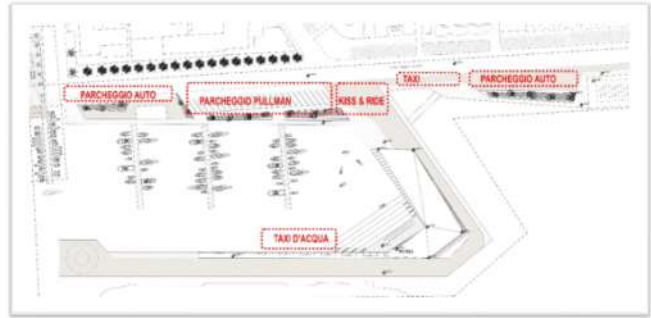 TAXI
PARCHEGGIO AUTO
PARCHEGGIO AUTO
PARCHEGGIO PULLMAN
KISS & RIDE
TAXI D'ACQUA